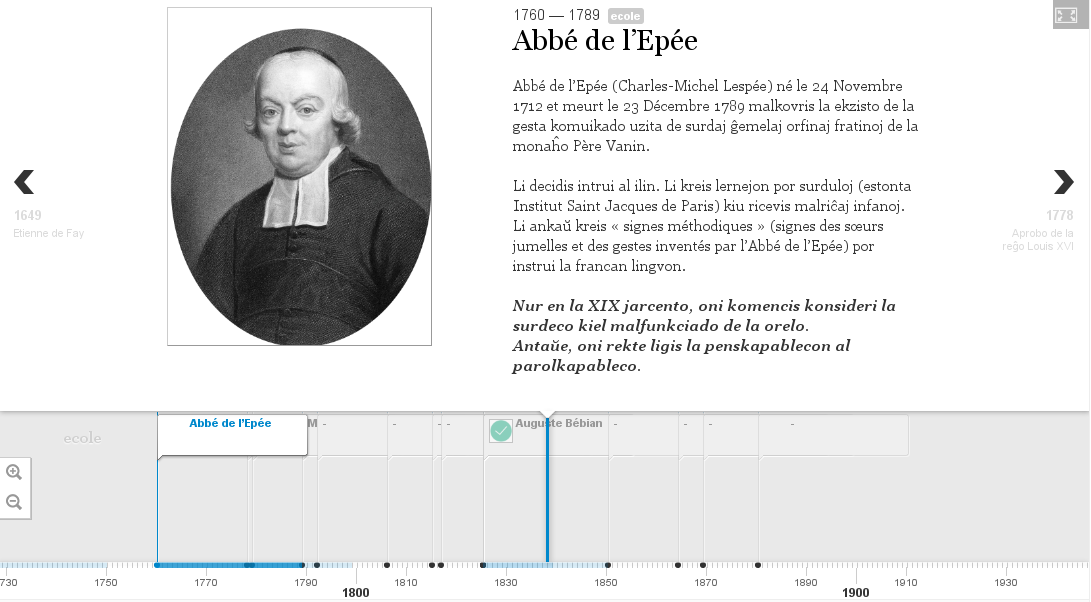 1760 — 1789 ecole
Abbé de l’Epée
Abbé de l’Epée (Charles-Michel Lespée) né le 24 Novembre
1712 et meurt le 23 Décembre 1789 malkovris la ekzisto de la
gesta komuikado uzita de surdaj ĝemelaj orfinaj fratinoj de la
monaĥo Père Vanin.
Li decidis intrui al ilin. Li kreis lernejon por surduloj (estonta
Institut Saint Jacques de Paris) kiu ricevis malriĉaj infanoj.
Li ankaŭ kreis « signes méthodiques » (signes des sœurs
jumelles et des gestes inventés par l’Abbé de l’Epée) por
instrui la francan lingvon.
Nur en la XIX jarcento, oni komencis konsideri la
surdeco kiel malfunkciado de la orelo.
Antaŭe, oni rekte ligis la penskapablecon al
parolkapableco.
1649
Etienne de Fay
1778
Aprobo de la
reĝo Louis XVI
ecole
Abbé de l’Epée
M - - - - Auguste Bébian - - - -
730 1750 1770 1790 1810 1830 1850 1870 1890 1910 1930
1800 1900